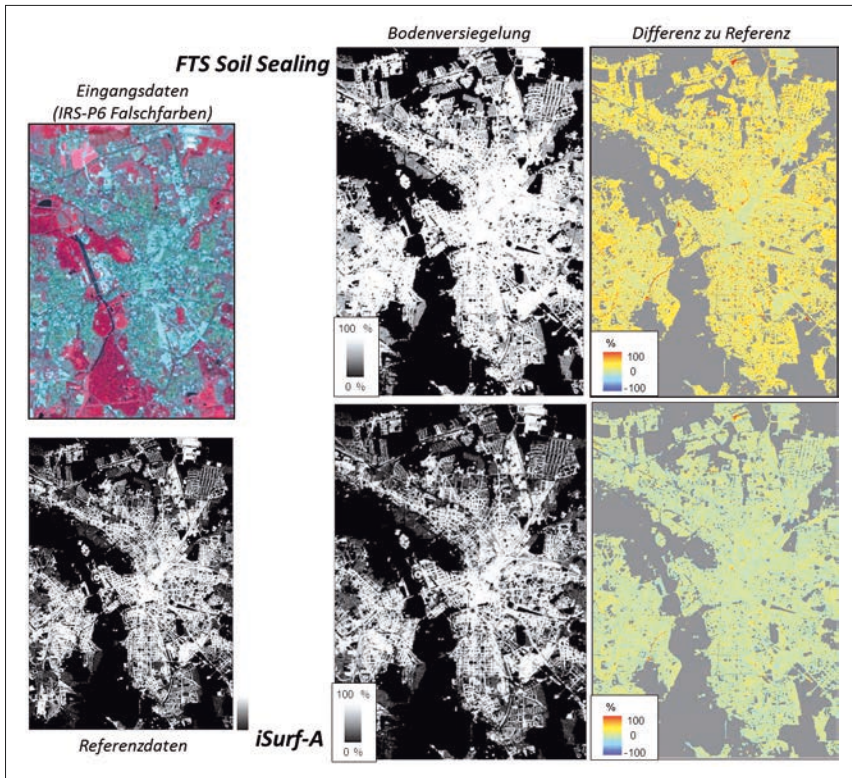 Bodenversiegelung
Differenz zu Referenz
FTS Soil Sealing
Eingangsdaten
(IRS-P6 Falschfarben)
100 %
0 %
%
100
0
-100
Referenzdaten
iSurf-A
100 %
0 %
%
100
0
-100